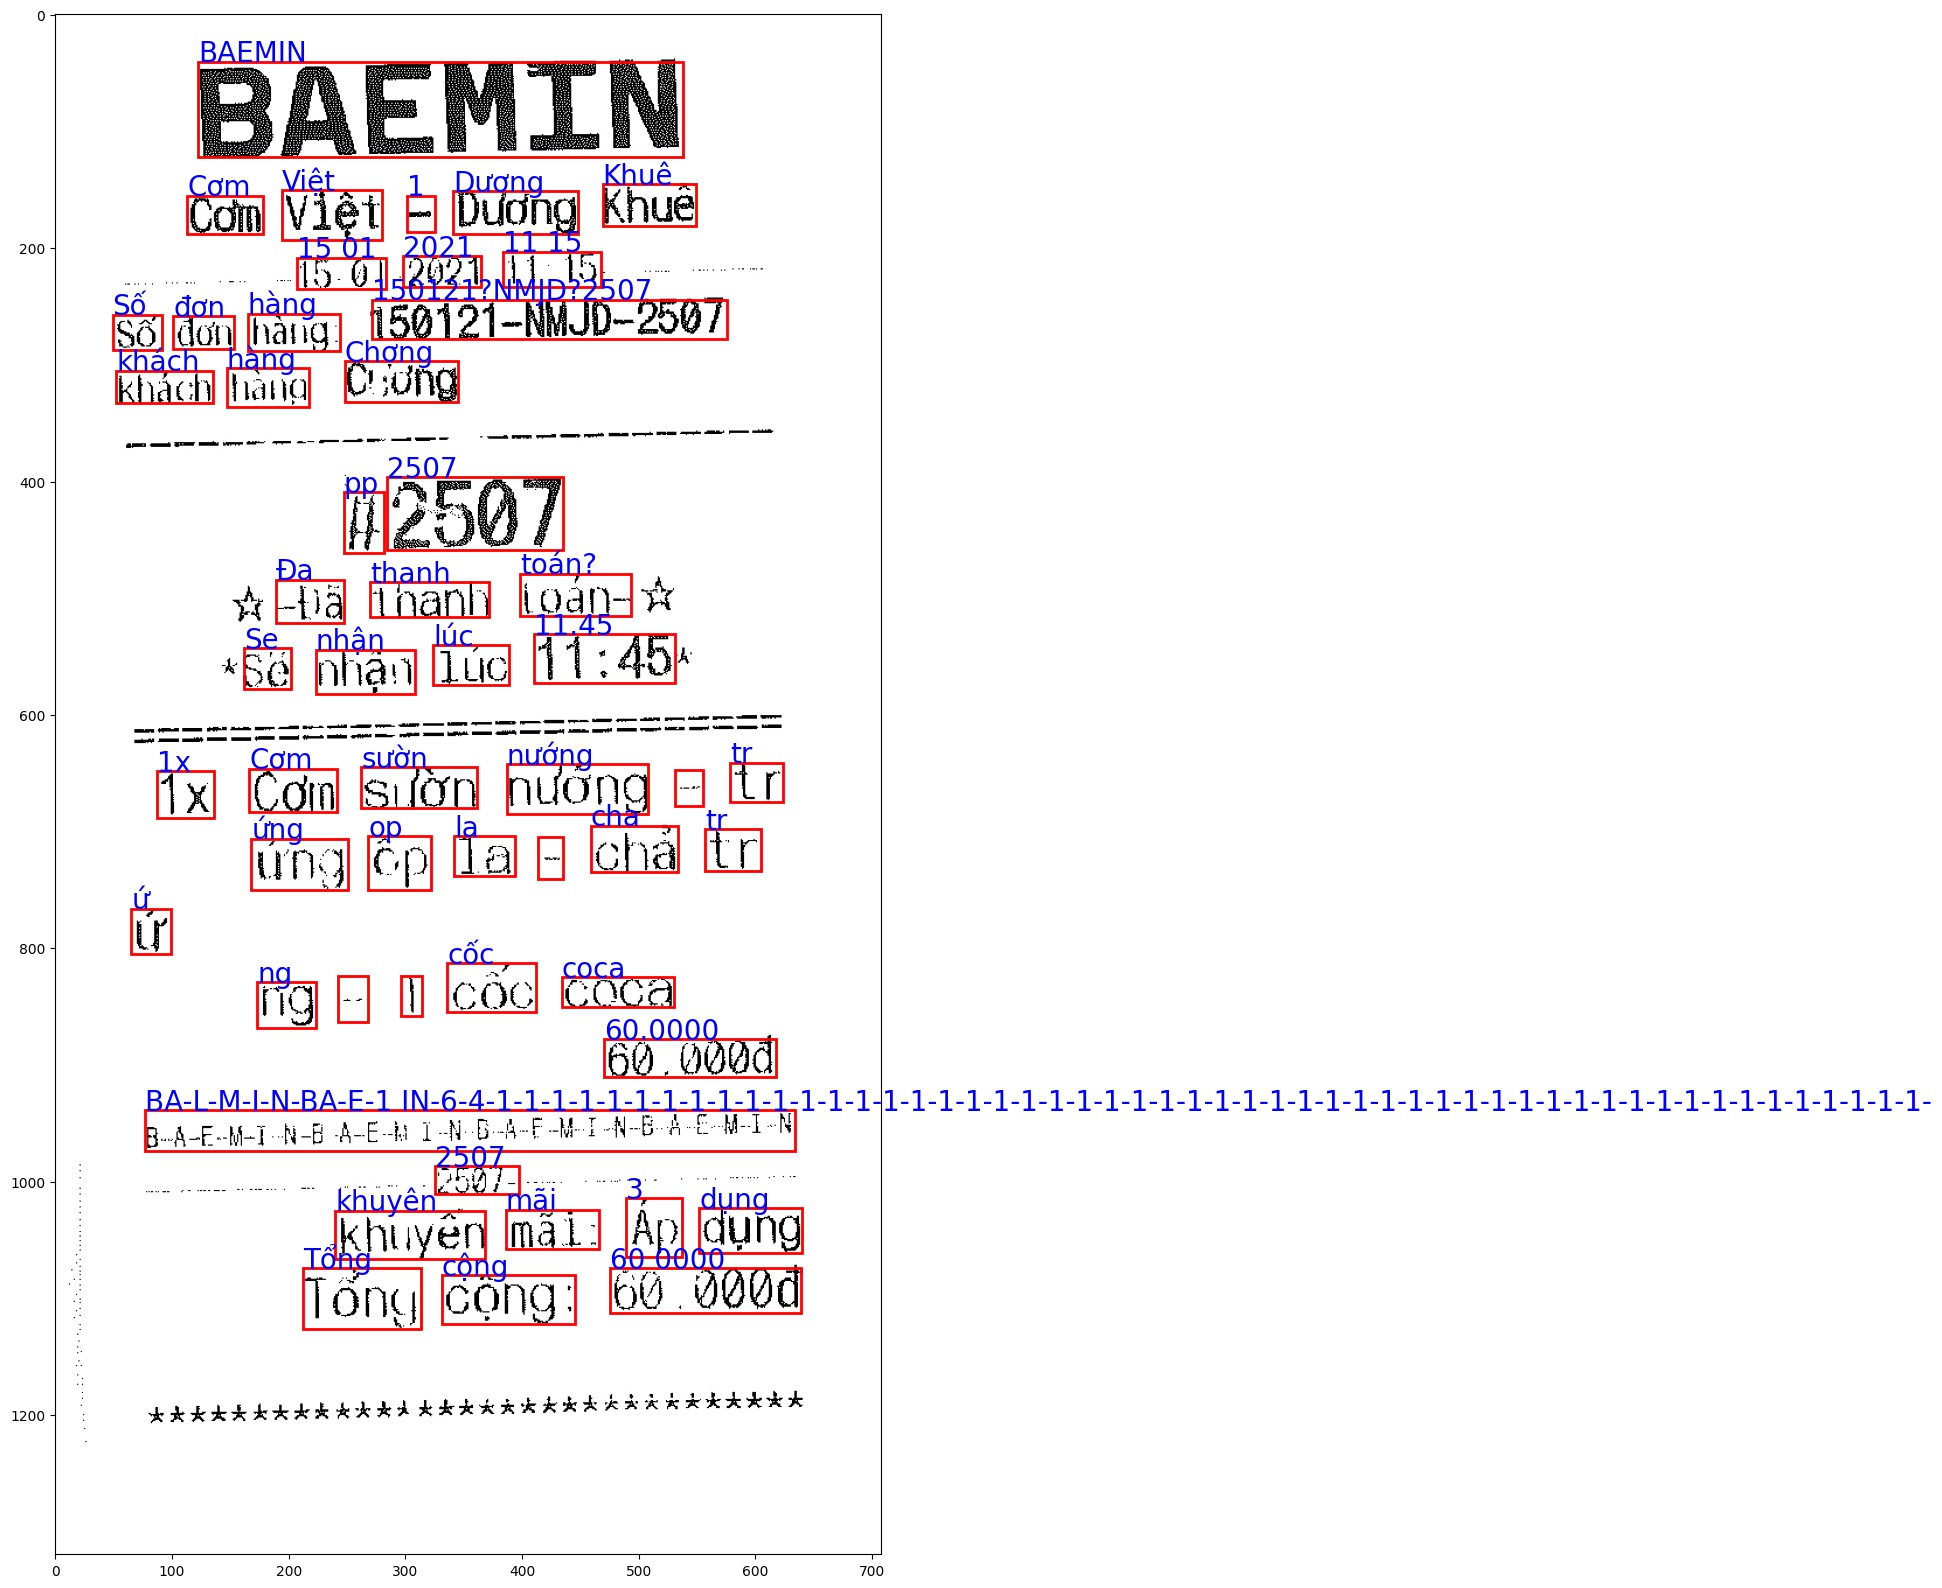 BAEMIN
BAEMIN
Cơm Việt 1 Dương Khuê
Cơm Việt - Dương Khuê
15 01 2021 11 15
15-01 2021 11 15
150121?NMJD?2507
Số đơn hàng
Số đơn hàng: 150121-NMJD-2507
khách hàng Chơng
khách hàng
2507
pp
#2507
Đa thanh toán?
☆ -Đã thanh toán- ☆
Se nhận lúc 11.45
*Sẽ nhận lúc 11:45*
1x Cơm sườn nướng tr
1x Cơm sườn nướng - tr
ứng op la chả tr
ứng ốp la - chả tr
ứ
ứ
ng cốc coca
ng - 1 cốc coca
60.0000
60.000đ
BA-L-M-I-N-BA-E-1 IN-6-4-1-1-1-1-1-1-1-1-1-1-1-1-1-1-1-1-1-1-1-1-1-1-1-1-1-1-1-1-1-1-1-1-1-1-1-1-1-1-1-1-1-1-1-1-1-1-1-1-1-1-
B-A-E-M-I-N-B-A-E-M-I-N-B-A-E-M-I-N-B-A-E-M-I-N
2507
2507-
khuyên mãi 3 dụng
khuyến mãi: Áp dụng
Tổng cộng 60 0000
Tổng cộng: 60.000đ
***********************************
0
200
400
600
800
1000
1200
0 100 200 300 400 500 600 700